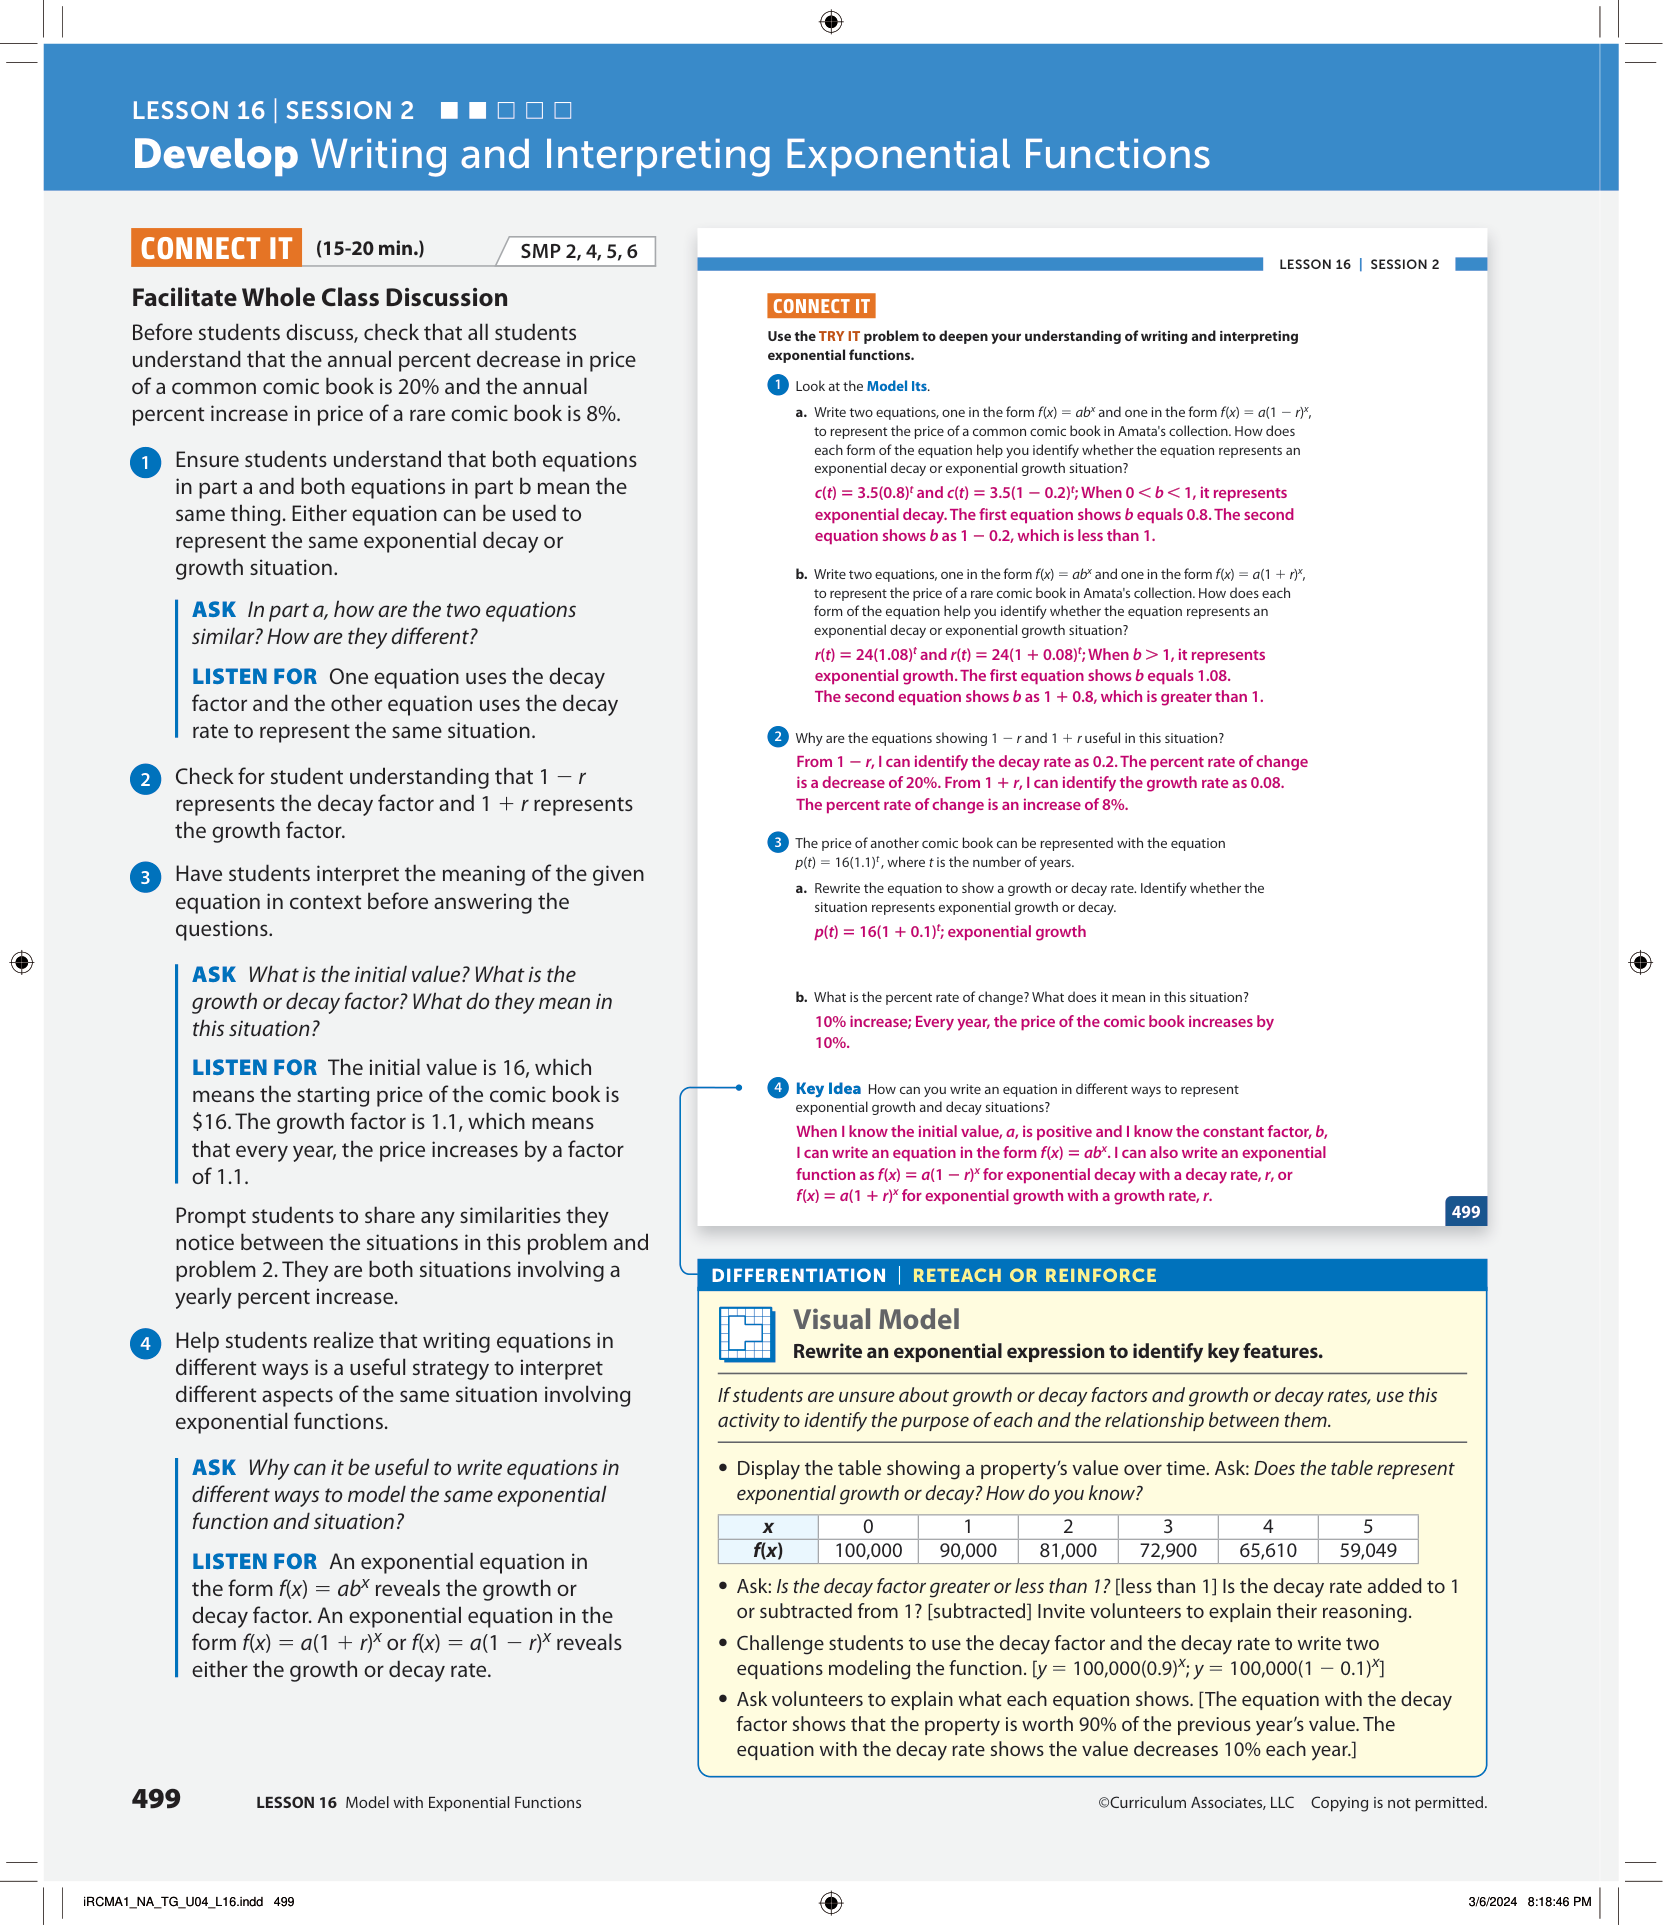 LESSON 16 | SESSION 2
Develop Writing and Interpreting Exponential Functions
CONNECT IT (15-20 min.) SMP 2, 4, 5, 6
Facilitate Whole Class Discussion
Before students discuss, check that all students
understand that the annual percent decrease in price
of a common comic book is 20% and the annual
percent increase in price of a rare comic book is 8%.
1 Ensure students understand that both equations
in part a and both equations in part b mean the
same thing. Either equation can be used to
represent the same exponential decay or
growth situation.
ASK In part a, how are the two equations
similar? How are they different?
LISTEN FOR One equation uses the decay
factor and the other equation uses the decay
rate to represent the same situation.
2 Check for student understanding that 1 − r
represents the decay factor and 1 + r represents
the growth factor.
3 Have students interpret the meaning of the given
equation in context before answering the
questions.
ASK What is the initial value? What is the
growth or decay factor? What do they mean in
this situation?
LISTEN FOR The initial value is 16, which
means the starting price of the comic book is
$16. The growth factor is 1.1, which means
that every year, the price increases by a factor
of 1.1.
Prompt students to share any similarities they
notice between the situations in this problem and
problem 2. They are both situations involving a
yearly percent increase.
4 Help students realize that writing equations in
different ways is a useful strategy to interpret
different aspects of the same situation involving
exponential functions.
ASK Why can it be useful to write equations in
different ways to model the same exponential
function and situation?
LISTEN FOR An exponential equation in
the form f(x) = abˣ reveals the growth or
decay factor. An exponential equation in the
form f(x) = a(1 + r)ˣ or f(x) = a(1 − r)ˣ reveals
either the growth or decay rate.
LESSON 16 | SESSION 2
CONNECT IT
Use the TRY IT problem to deepen your understanding of writing and interpreting
exponential functions.
1 Look at the Model Its.
a. Write two equations, one in the form f(x) = abˣ and one in the form f(x) = a(1 − r)ˣ,
to represent the price of a common comic book in Amata's collection. How does
each form of the equation help you identify whether the equation represents an
exponential decay or exponential growth situation?
c(t) = 3.5(0.8)ᵗ and c(t) = 3.5(1 − 0.2)ᵗ; When 0 < b < 1, it represents
exponential decay. The first equation shows b equals 0.8. The second
equation shows b as 1 − 0.2, which is less than 1.
b. Write two equations, one in the form f(x) = abˣ and one in the form f(x) = a(1 + r)ˣ,
to represent the price of a rare comic book in Amata's collection. How does each
form of the equation help you identify whether the equation represents an
exponential decay or exponential growth situation?
r(t) = 24(1.08)ᵗ and r(t) = 24(1 + 0.08)ᵗ; When b > 1, it represents
exponential growth. The first equation shows b equals 1.08.
The second equation shows b as 1 + 0.8, which is greater than 1.
2 Why are the equations showing 1 − r and 1 + r useful in this situation?
From 1 − r, I can identify the decay rate as 0.2. The percent rate of change
is a decrease of 20%. From 1 + r, I can identify the growth rate as 0.08.
The percent rate of change is an increase of 8%.
3 The price of another comic book can be represented with the equation
p(t) = 16(1.1)ᵗ, where t is the number of years.
a. Rewrite the equation to show a growth or decay rate. Identify whether the
situation represents exponential growth or decay.
p(t) = 16(1 + 0.1)ᵗ; exponential growth
b. What is the percent rate of change? What does it mean in this situation?
10% increase; Every year, the price of the comic book increases by
10%.
4 Key Idea How can you write an equation in different ways to represent
exponential growth and decay situations?
When I know the initial value, a, is positive and I know the constant factor, b,
I can write an equation in the form f(x) = abˣ. I can also write an exponential
function as f(x) = a(1 − r)ˣ for exponential decay with a decay rate, r, or
f(x) = a(1 + r)ˣ for exponential growth with a growth rate, r.
499
DIFFERENTIATION | RETEACH OR REINFORCE
Visual Model
Rewrite an exponential expression to identify key features.
If students are unsure about growth or decay factors and growth or decay rates, use this
activity to identify the purpose of each and the relationship between them.
• Display the table showing a property's value over time. Ask: Does the table represent
exponential growth or decay? How do you know?
x 0 1 2 3 4 5
f(x) 100,000 90,000 81,000 72,900 65,610 59,049
• Ask: Is the decay factor greater or less than 1? [less than 1] Is the decay rate added to 1
or subtracted from 1? [subtracted] Invite volunteers to explain their reasoning.
• Challenge students to use the decay factor and the decay rate to write two
equations modeling the function. [y = 100,000(0.9)ˣ; y = 100,000(1 − 0.1)ˣ]
• Ask volunteers to explain what each equation shows. [The equation with the decay
factor shows that the property is worth 90% of the previous year's value. The
equation with the decay rate shows the value decreases 10% each year.]
499 LESSON 16 Model with Exponential Functions ©Curriculum Associates, LLC Copying is not permitted.
iRCMA1_NA_TG_U04_L16.indd 499 3/6/2024 8:18:46 PM